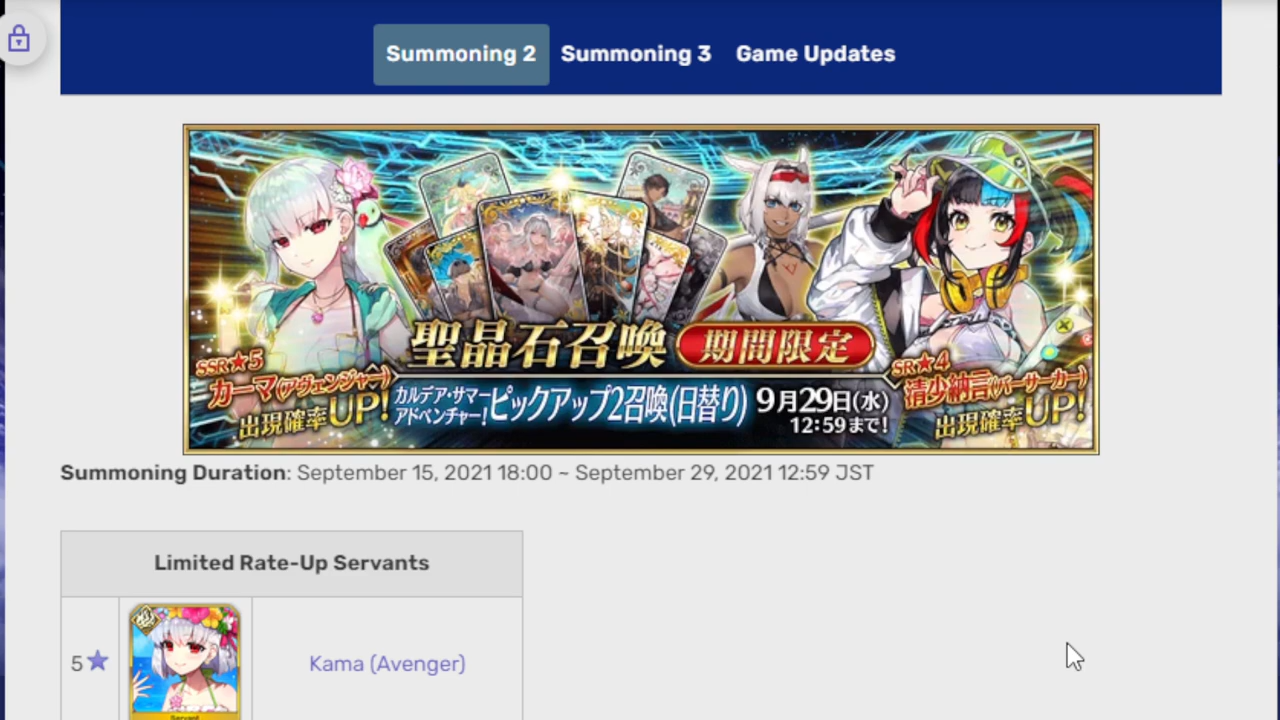 Summoning 2 Summoning 3 Game Updates
聖晶石召喚 期間限定
SSR★5
カーマ(アヴェンジャー)
出現確率UP!
カルデア・サマー
アドベンチャー!
ピックアップ2召喚(日替り)
9月29日(水)
12:59まで!
SR★4
清少納言(バーサーカー)
出現確率UP!
Summoning Duration: September 15, 2021 18:00 ~ September 29, 2021 12:59 JST
Limited Rate-Up Servants
5★ Kama (Avenger)
Servant